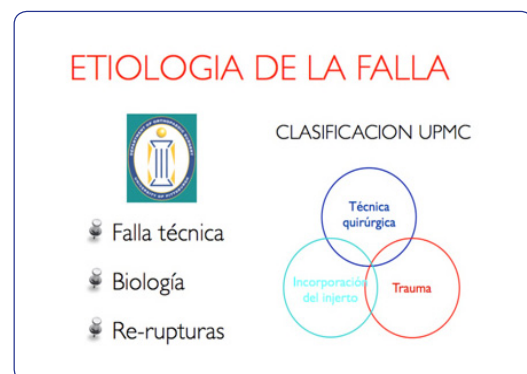 ETIOLOGIA DE LA FALLA
CLASIFICACION UPMC
Falla técnica
Biología
Re-rupturas
Técnica
quirúrgica
Incorporación
del injerto
Trauma